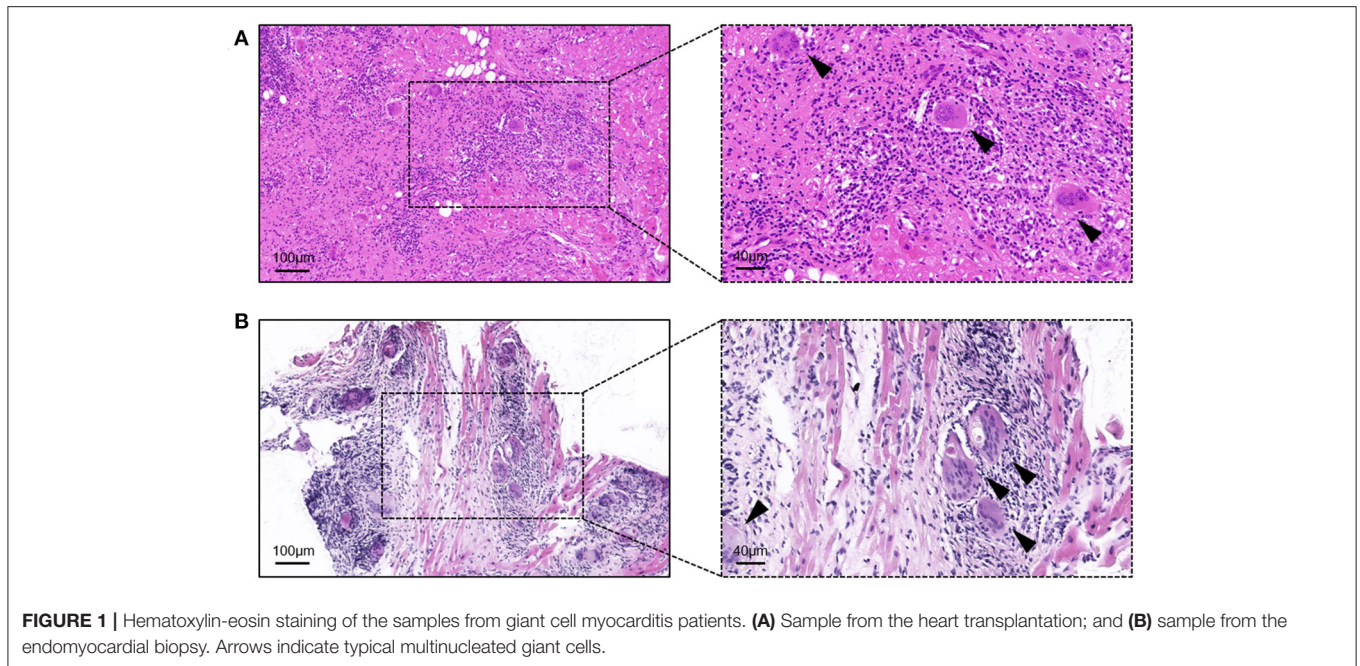 A
100µm
40µm
B
100µm
40µm
FIGURE 1 | Hematoxylin-eosin staining of the samples from giant cell myocarditis patients. (A) Sample from the heart transplantation; and (B) sample from the
endomyocardial biopsy. Arrows indicate typical multinucleated giant cells.